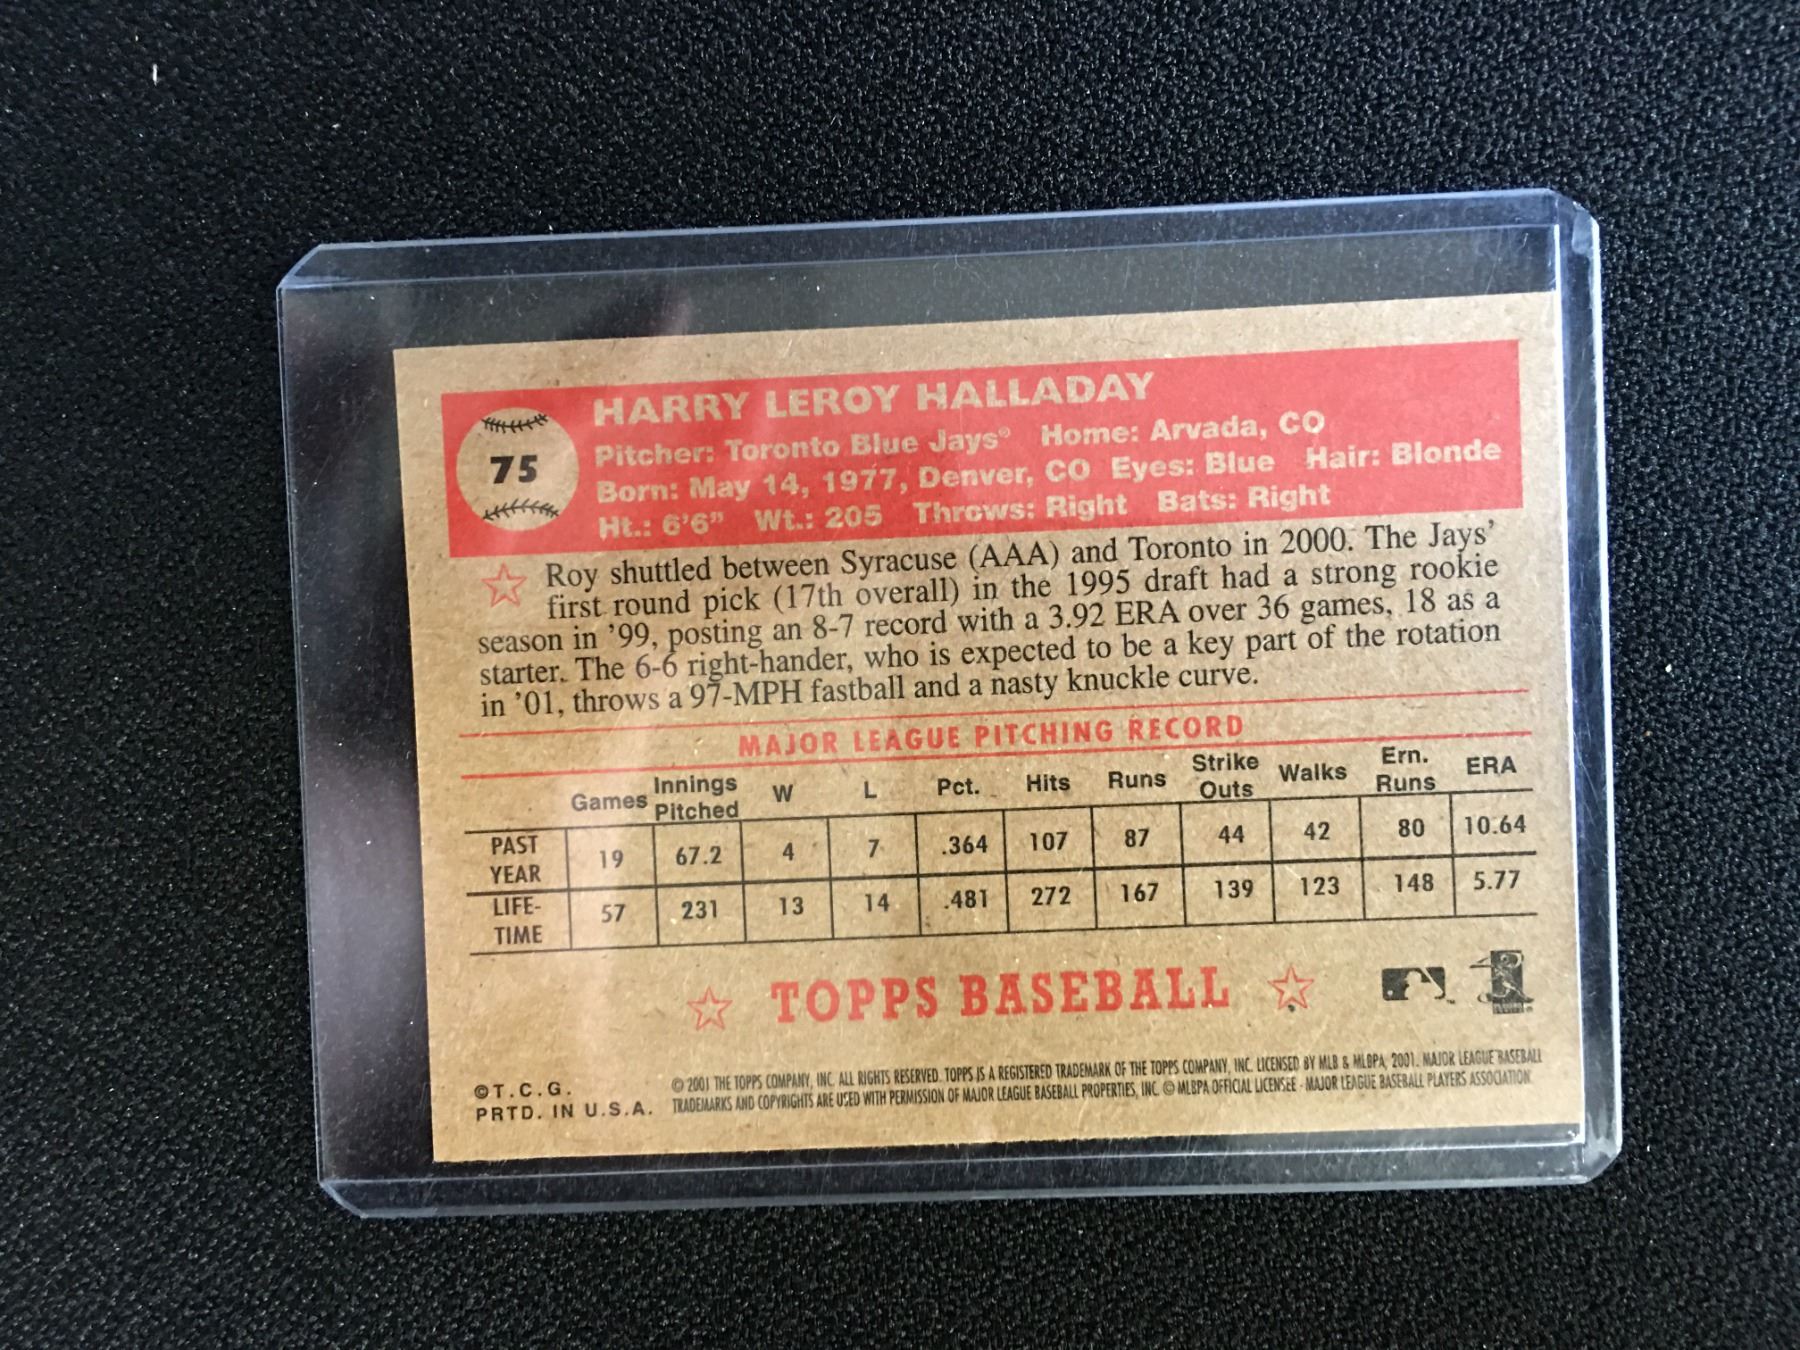 75
HARRY LEROY HALLADAY
Pitcher: Toronto Blue Jays® Home: Arvada, CO
Born: May 14, 1977, Denver, CO Eyes: Blue Hair: Blonde
Ht.: 6'6" Wt.: 205 Throws: Right Bats: Right
Roy shuttled between Syracuse (AAA) and Toronto in 2000. The Jays'
first round pick (17th overall) in the 1995 draft had a strong rookie
season in '99, posting an 8-7 record with a 3.92 ERA over 36 games, 18 as a
starter. The 6-6 right-hander, who is expected to be a key part of the rotation
in '01, throws a 97-MPH fastball and a nasty knuckle curve.
MAJOR LEAGUE PITCHING RECORD
Games Innings Pitched W L Pct. Hits Runs Strike Outs Walks Ern. Runs ERA
PAST YEAR 19 67.2 4 7 .364 107 87 44 42 80 10.64
LIFE-TIME 57 231 13 14 .481 272 167 139 123 148 5.77
TOPPS BASEBALL
©T.C.G.
PRTD. IN U.S.A.
© 2001 THE TOPPS COMPANY, INC. ALL RIGHTS RESERVED. TOPPS IS A REGISTERED TRADEMARK OF THE TOPPS COMPANY, INC. LICENSED BY MLB & MLBPA, 2001. MAJOR LEAGUE BASEBALL
TRADEMARKS AND COPYRIGHTS ARE USED WITH PERMISSION OF MAJOR LEAGUE BASEBALL PROPERTIES, INC. © MLBPA OFFICIAL LICENSEE - MAJOR LEAGUE BASEBALL PLAYERS ASSOCIATION